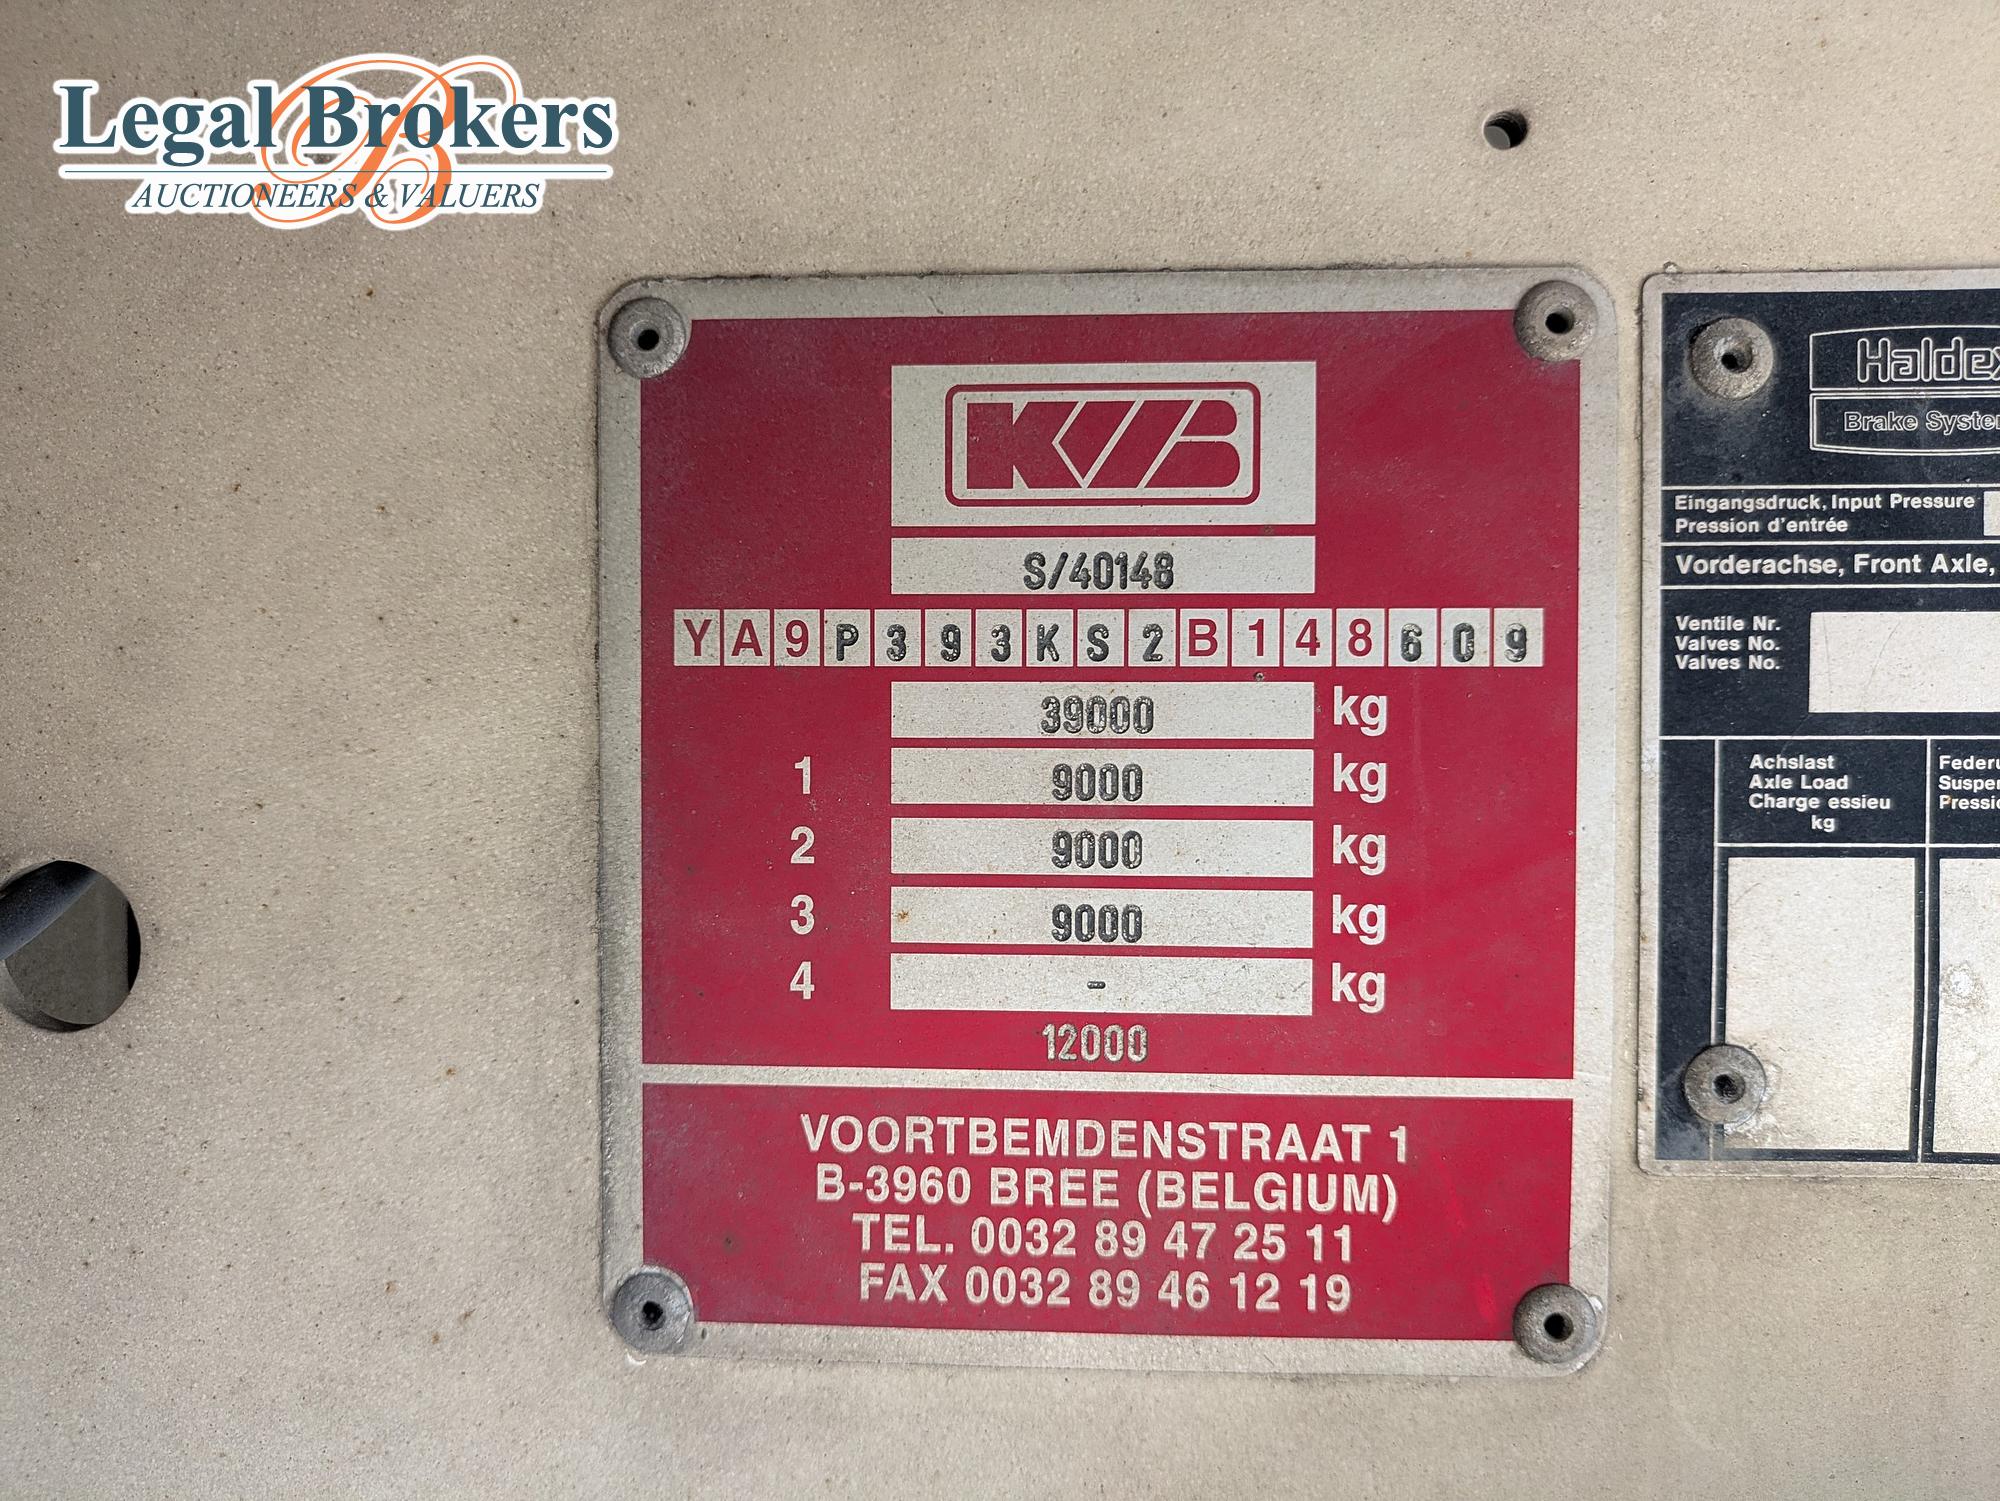 Legal Brokers
AUCTIONEERS & VALUERS
KVB
S/40148
YA9P393KS2B148609
39000 kg
1 9000 kg
2 9000 kg
3 9000 kg
4 - kg
12000
VOORTBEMDENSTRAAT 1
B-3960 BREE (BELGIUM)
TEL. 0032 89 47 25 11
FAX 0032 89 46 12 19
Haldex
Brake
Eingangsdruck, Input Pressure
Pression d'entrée
Vorderachse, Front Axle,
Ventile Nr.
Valves No.
Valves No.
Achslast
Axle Load
Charge essieu
kg